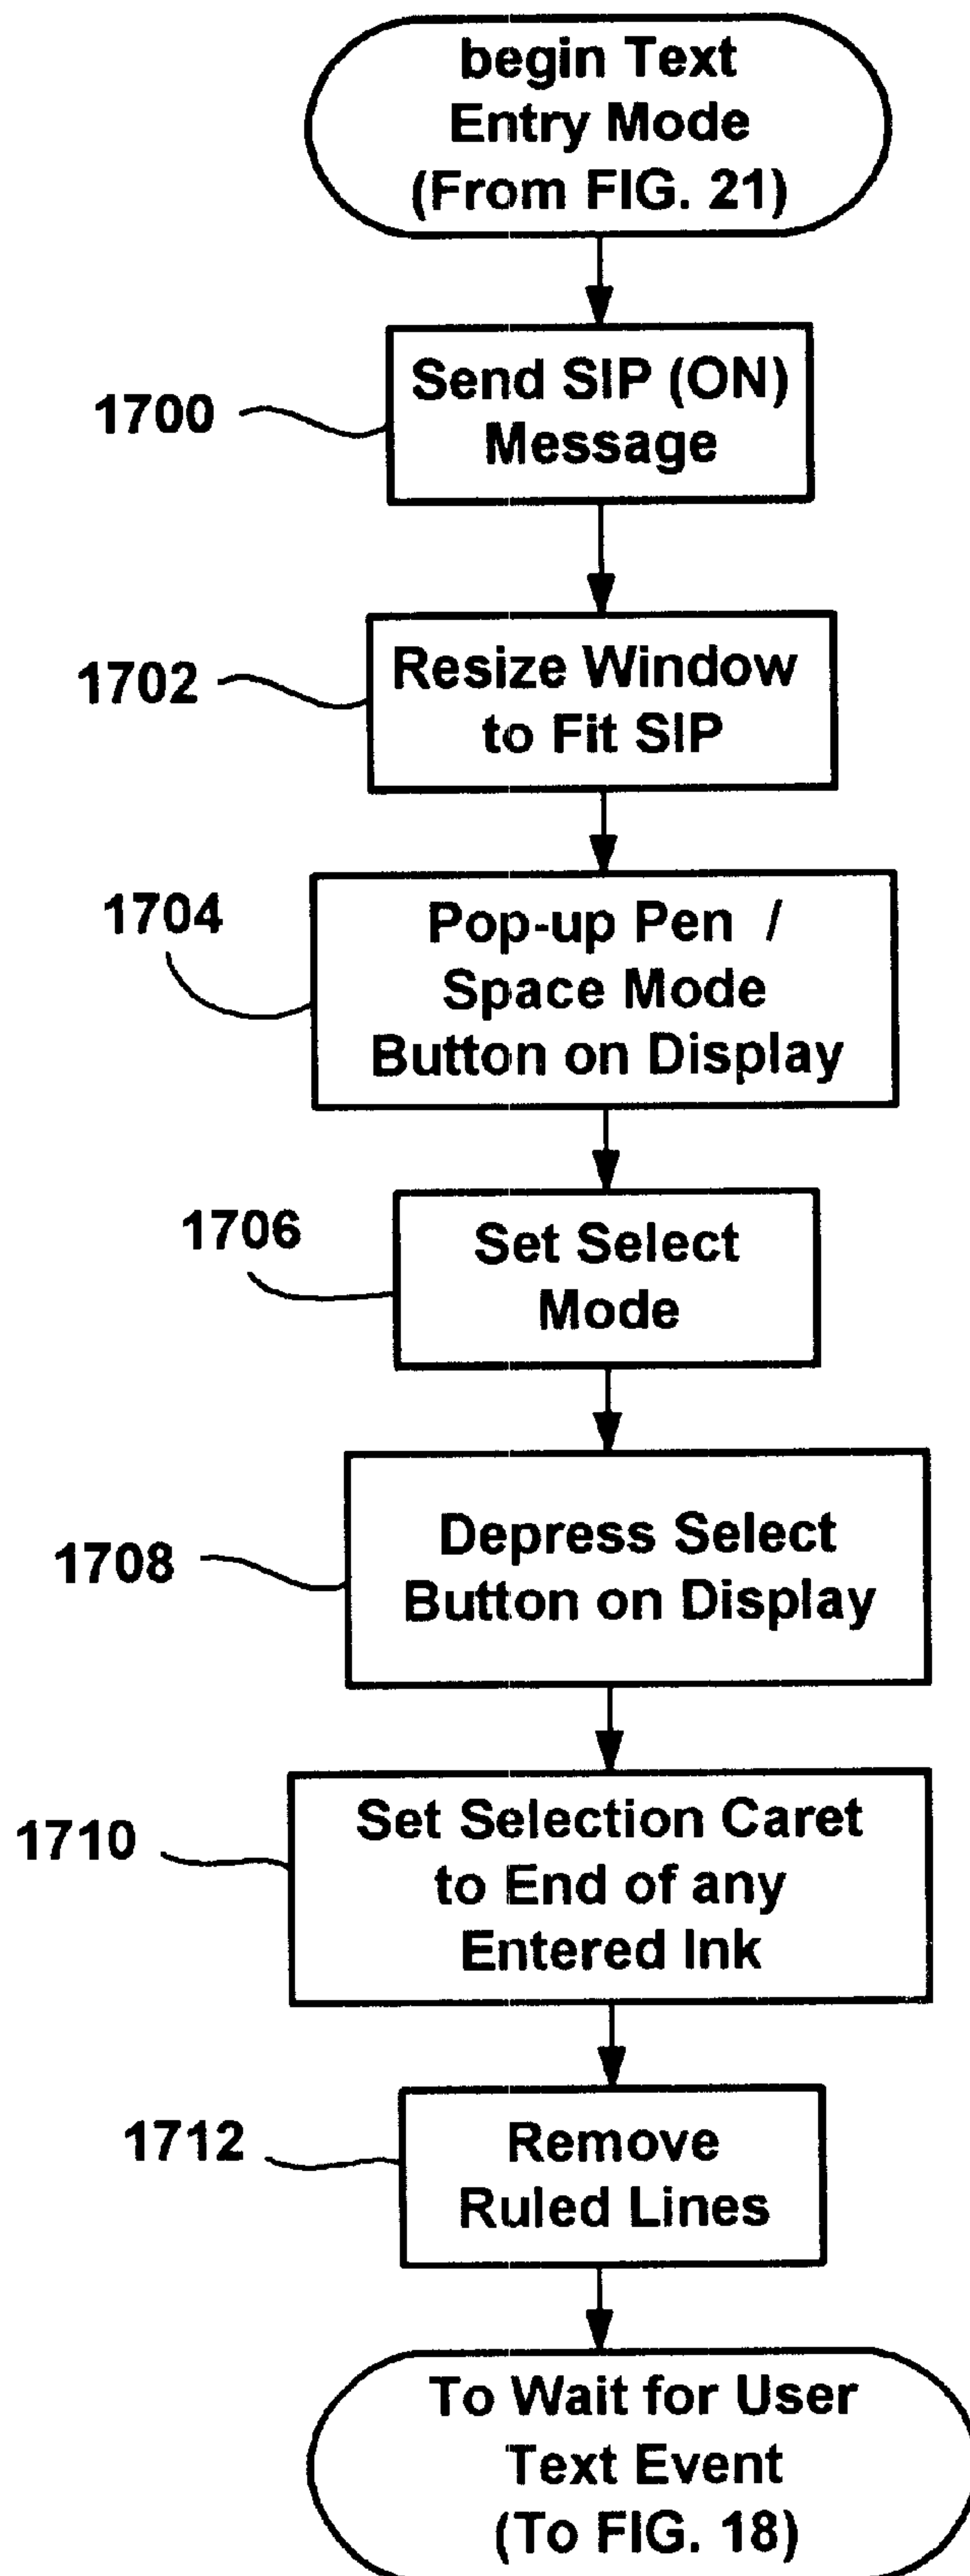 begin Text
Entry Mode
(From FIG. 21)
1700
Send SIP (ON)
Message
1702
Resize Window
to Fit SIP
1704
Pop-up Pen /
Space Mode
Button on Display
1706
Set Select
Mode
1708
Depress Select
Button on Display
1710
Set Selection Caret
to End of any
Entered Ink
1712
Remove
Ruled Lines
To Wait for User
Text Event
(To FIG. 18)